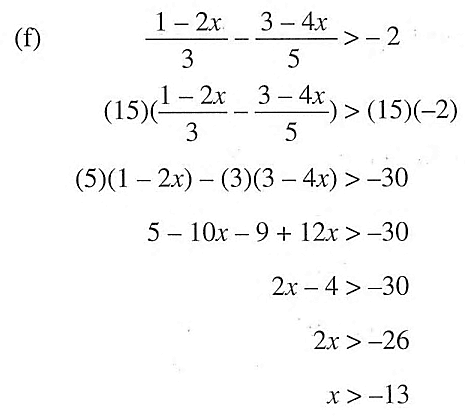 (f) (1 – 2x)/3 – (3 – 4x)/5 > – 2
(15)((1 – 2x)/3 – (3 – 4x)/5) > (15)(–2)
(5)(1 – 2x) – (3)(3 – 4x) > –30
5 – 10x – 9 + 12x > –30
2x – 4 > –30
2x > –26
x > –13